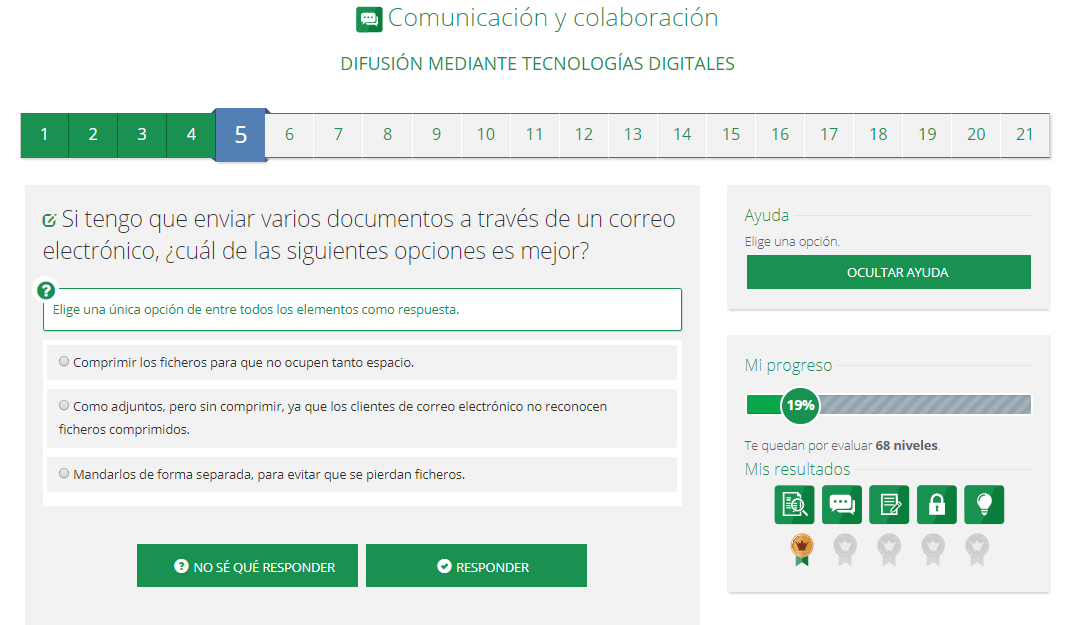 Comunicación y colaboración
DIFUSIÓN MEDIANTE TECNOLOGÍAS DIGITALES
1 2 3 4 5 6 7 8 9 10 11 12 13 14 15 16 17 18 19 20 21
Si tengo que enviar varios documentos a través de un correo
electrónico, ¿cuál de las siguientes opciones es mejor?
?
Elige una única opción de entre todos los elementos como respuesta.
Comprimir los ficheros para que no ocupen tanto espacio.
Como adjuntos, pero sin comprimir, ya que los clientes de correo electrónico no reconocen
ficheros comprimidos.
Mandarlos de forma separada, para evitar que se pierdan ficheros.
? NO SÉ QUÉ RESPONDER
RESPONDER
Ayuda
Elige una opción.
OCULTAR AYUDA
Mi progreso
19%
Te quedan por evaluar 68 niveles.
Mis resultados